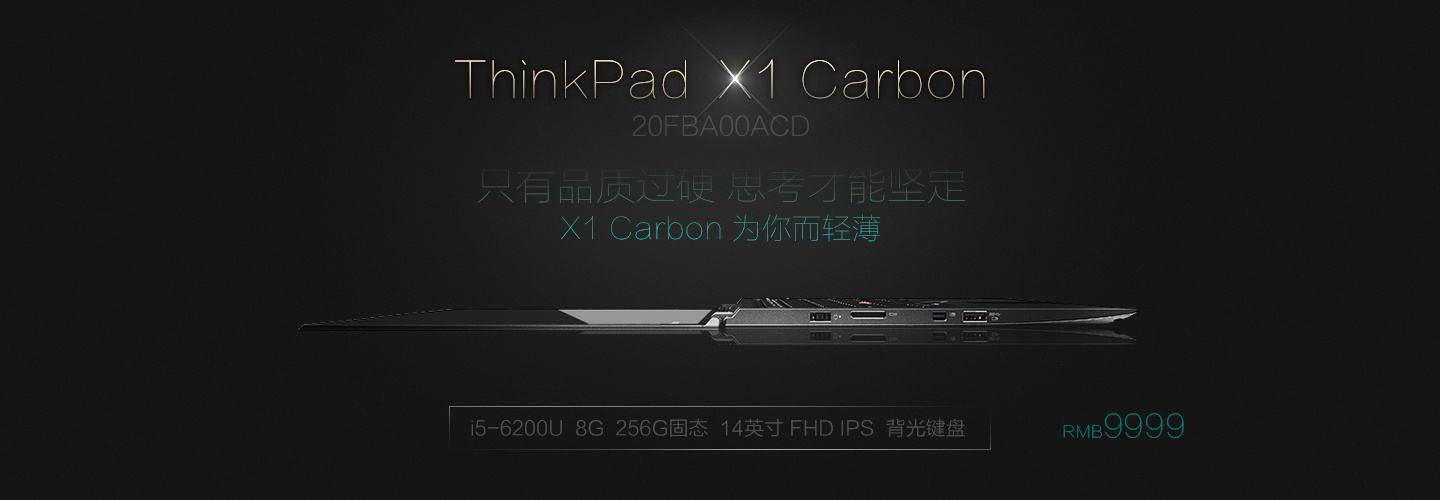 ThinkPad X1 Carbon
20FBA00ACD
只有品质过硬 思考才能坚定
X1 Carbon 为你而轻薄
i5-6200U 8G 256G固态 14英寸 FHD IPS 背光键盘
RMB9999